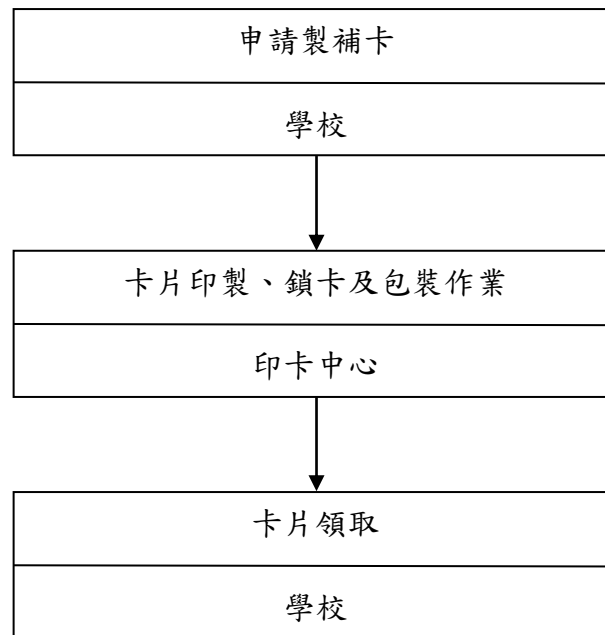 申請製補卡
學校
卡片印製、鎖卡及包裝作業
印卡中心
卡片領取
學校